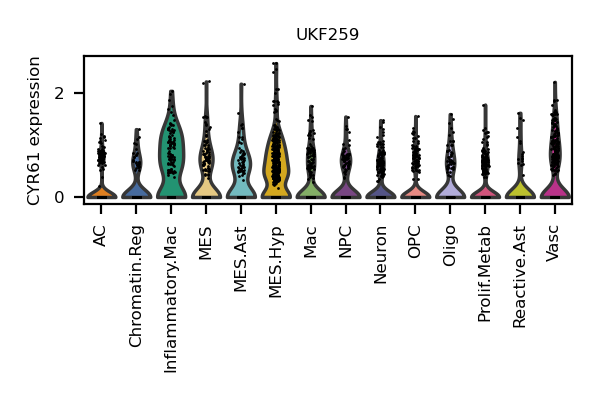 UKF259
CYR61 expression
2
0
AC
Chromatin.Reg
Inflammatory.Mac
MES
MES.Ast
MES.Hyp
Mac
NPC
Neuron
OPC
Oligo
Prolif.Metab
Reactive.Ast
Vasc